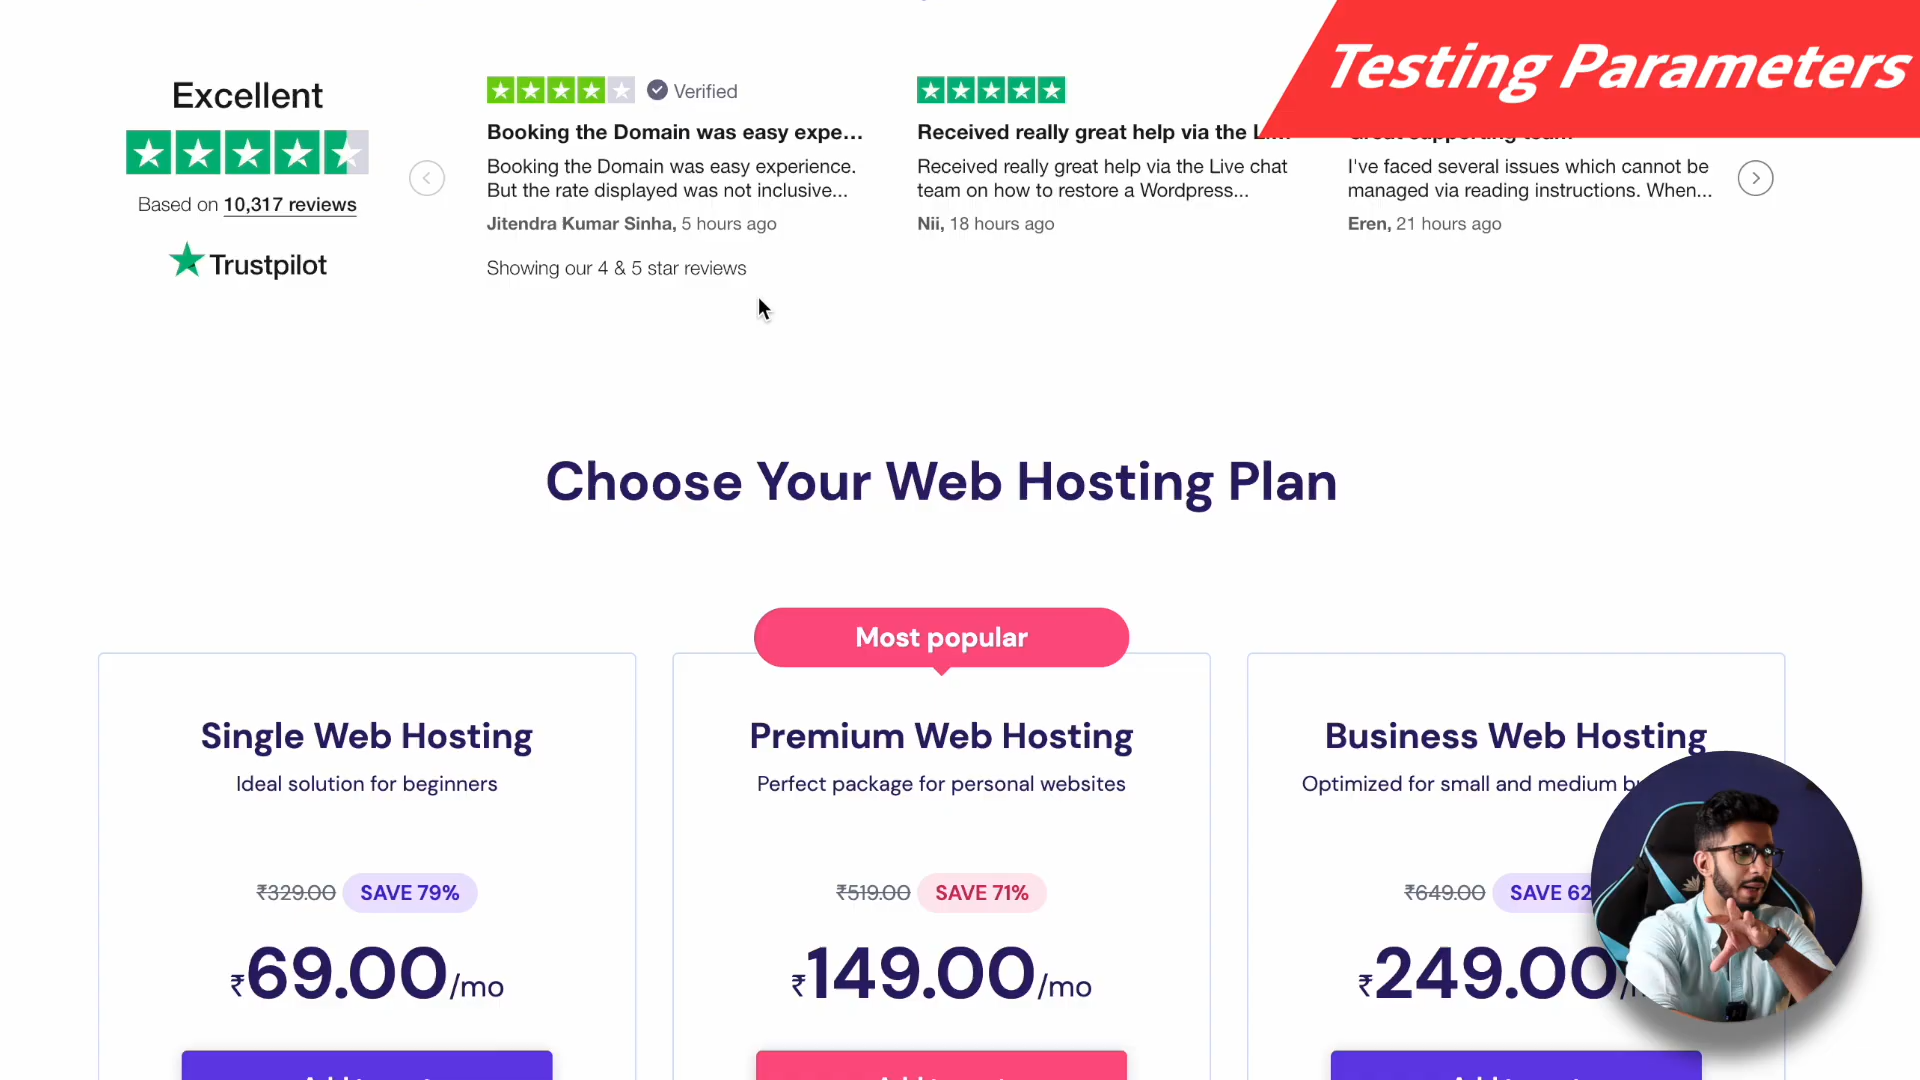 Testing Parameters
Excellent
Based on 10,317 reviews
Trustpilot
Verified
Booking the Domain was easy expe...
Booking the Domain was easy experience.
But the rate displayed was not inclusive...
Jitendra Kumar Sinha, 5 hours ago
Showing our 4 & 5 star reviews
Received really great help via the
Received really great help via the Live chat
team on how to restore a Wordpress...
Nii, 18 hours ago
I've faced several issues which cannot be
managed via reading instructions. When...
Eren, 21 hours ago
Choose Your Web Hosting Plan
Most popular
Single Web Hosting
Ideal solution for beginners
₹329.00 SAVE 79%
₹69.00/mo
Premium Web Hosting
Perfect package for personal websites
₹519.00 SAVE 71%
₹149.00/mo
Business Web Hosting
Optimized for small and medium
₹649.00 SAVE 62
₹249.00